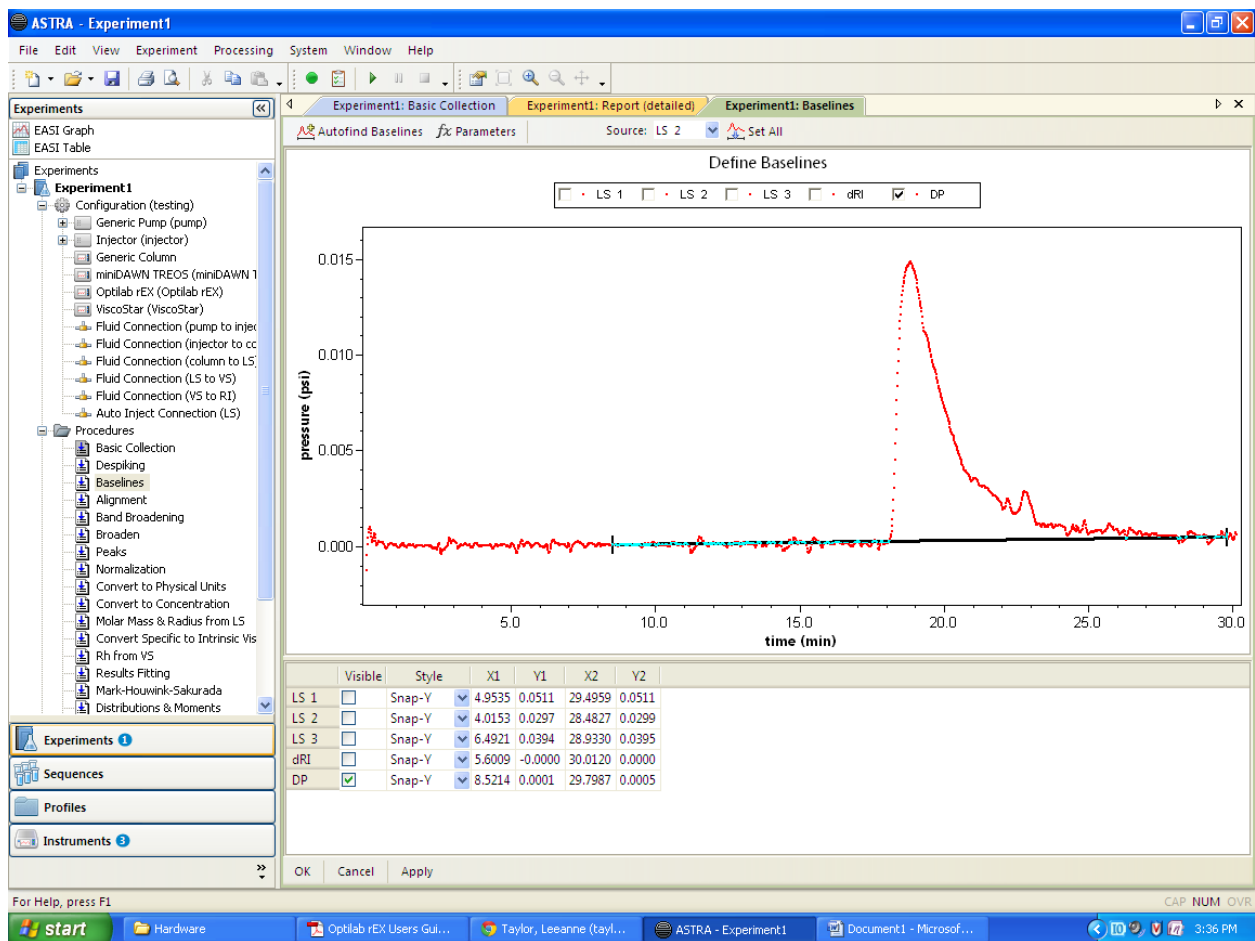 ASTRA - Experiment1
File Edit View Experiment Processing System Window Help
Experiments
EASI Graph
EASI Table
Experiments
Experiment1
Configuration (testing)
Generic Pump (pump)
Injector (injector)
Generic Column
miniDAWN TREOS (miniDAWN T
Optilab rEX (Optilab rEX)
ViscoStar (ViscoStar)
Fluid Connection (pump to injec
Fluid Connection (injector to cc
Fluid Connection (column to LS)
Fluid Connection (LS to VS)
Fluid Connection (VS to RI)
Auto Inject Connection (LS)
Procedures
Basic Collection
Despiking
Baselines
Alignment
Band Broadening
Broaden
Peaks
Normalization
Convert to Physical Units
Convert to Concentration
Molar Mass & Radius from LS
Convert Specific to Intrinsic Vis
Rh from VS
Results Fitting
Mark-Houwink-Sakurada
Distributions & Moments
Experiments 1
Sequences
Profiles
Instruments 3
Experiment1: Basic Collection Experiment1: Report (detailed) Experiment1: Baselines
Autofind Baselines fx Parameters Source: LS 2 Set All
Define Baselines
LS 1 LS 2 LS 3 dRI DP
0.015
0.010
0.005
0.000
pressure (psi)
5.0 10.0 15.0 20.0 25.0 30.0
time (min)
Visible Style X1 Y1 X2 Y2
LS 1 Snap-Y 4.9535 0.0511 29.4959 0.0511
LS 2 Snap-Y 4.0153 0.0297 28.4827 0.0299
LS 3 Snap-Y 6.4921 0.0394 28.9330 0.0395
dRI Snap-Y 5.6009 -0.0000 30.0120 0.0000
DP Snap-Y 8.5214 0.0001 29.7987 0.0005
OK Cancel Apply
For Help, press F1
CAP NUM OVR
start Hardware Optilab rEX Users Gui... Taylor, Leeanne (tayl... ASTRA - Experiment1 Document1 - Microsof... 3:36 PM